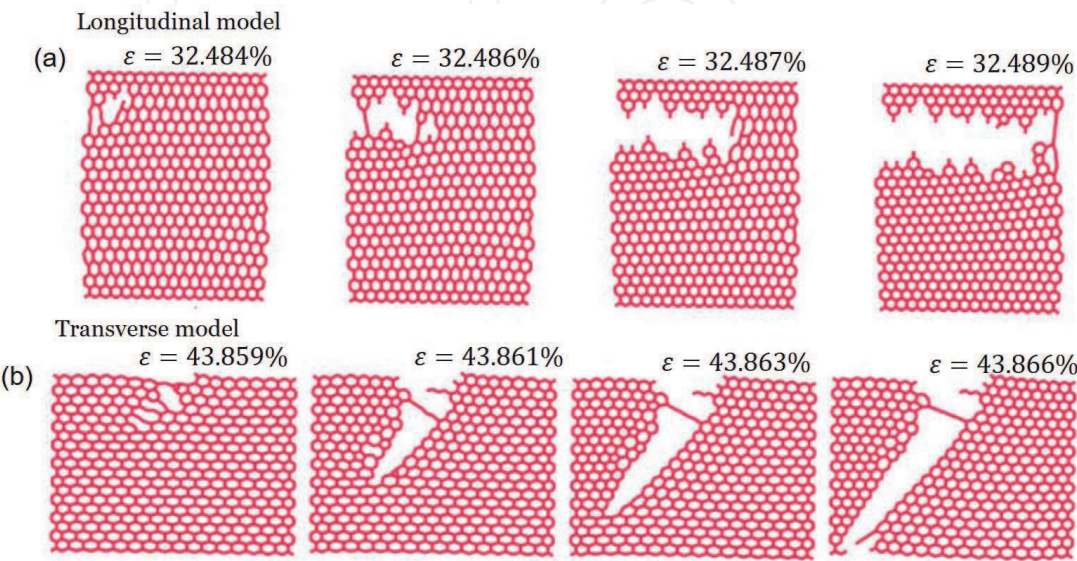 Longitudinal model
(a) ε = 32.484% ε = 32.486% ε = 32.487% ε = 32.489%
Transverse model
(b) ε = 43.859% ε = 43.861% ε = 43.863% ε = 43.866%